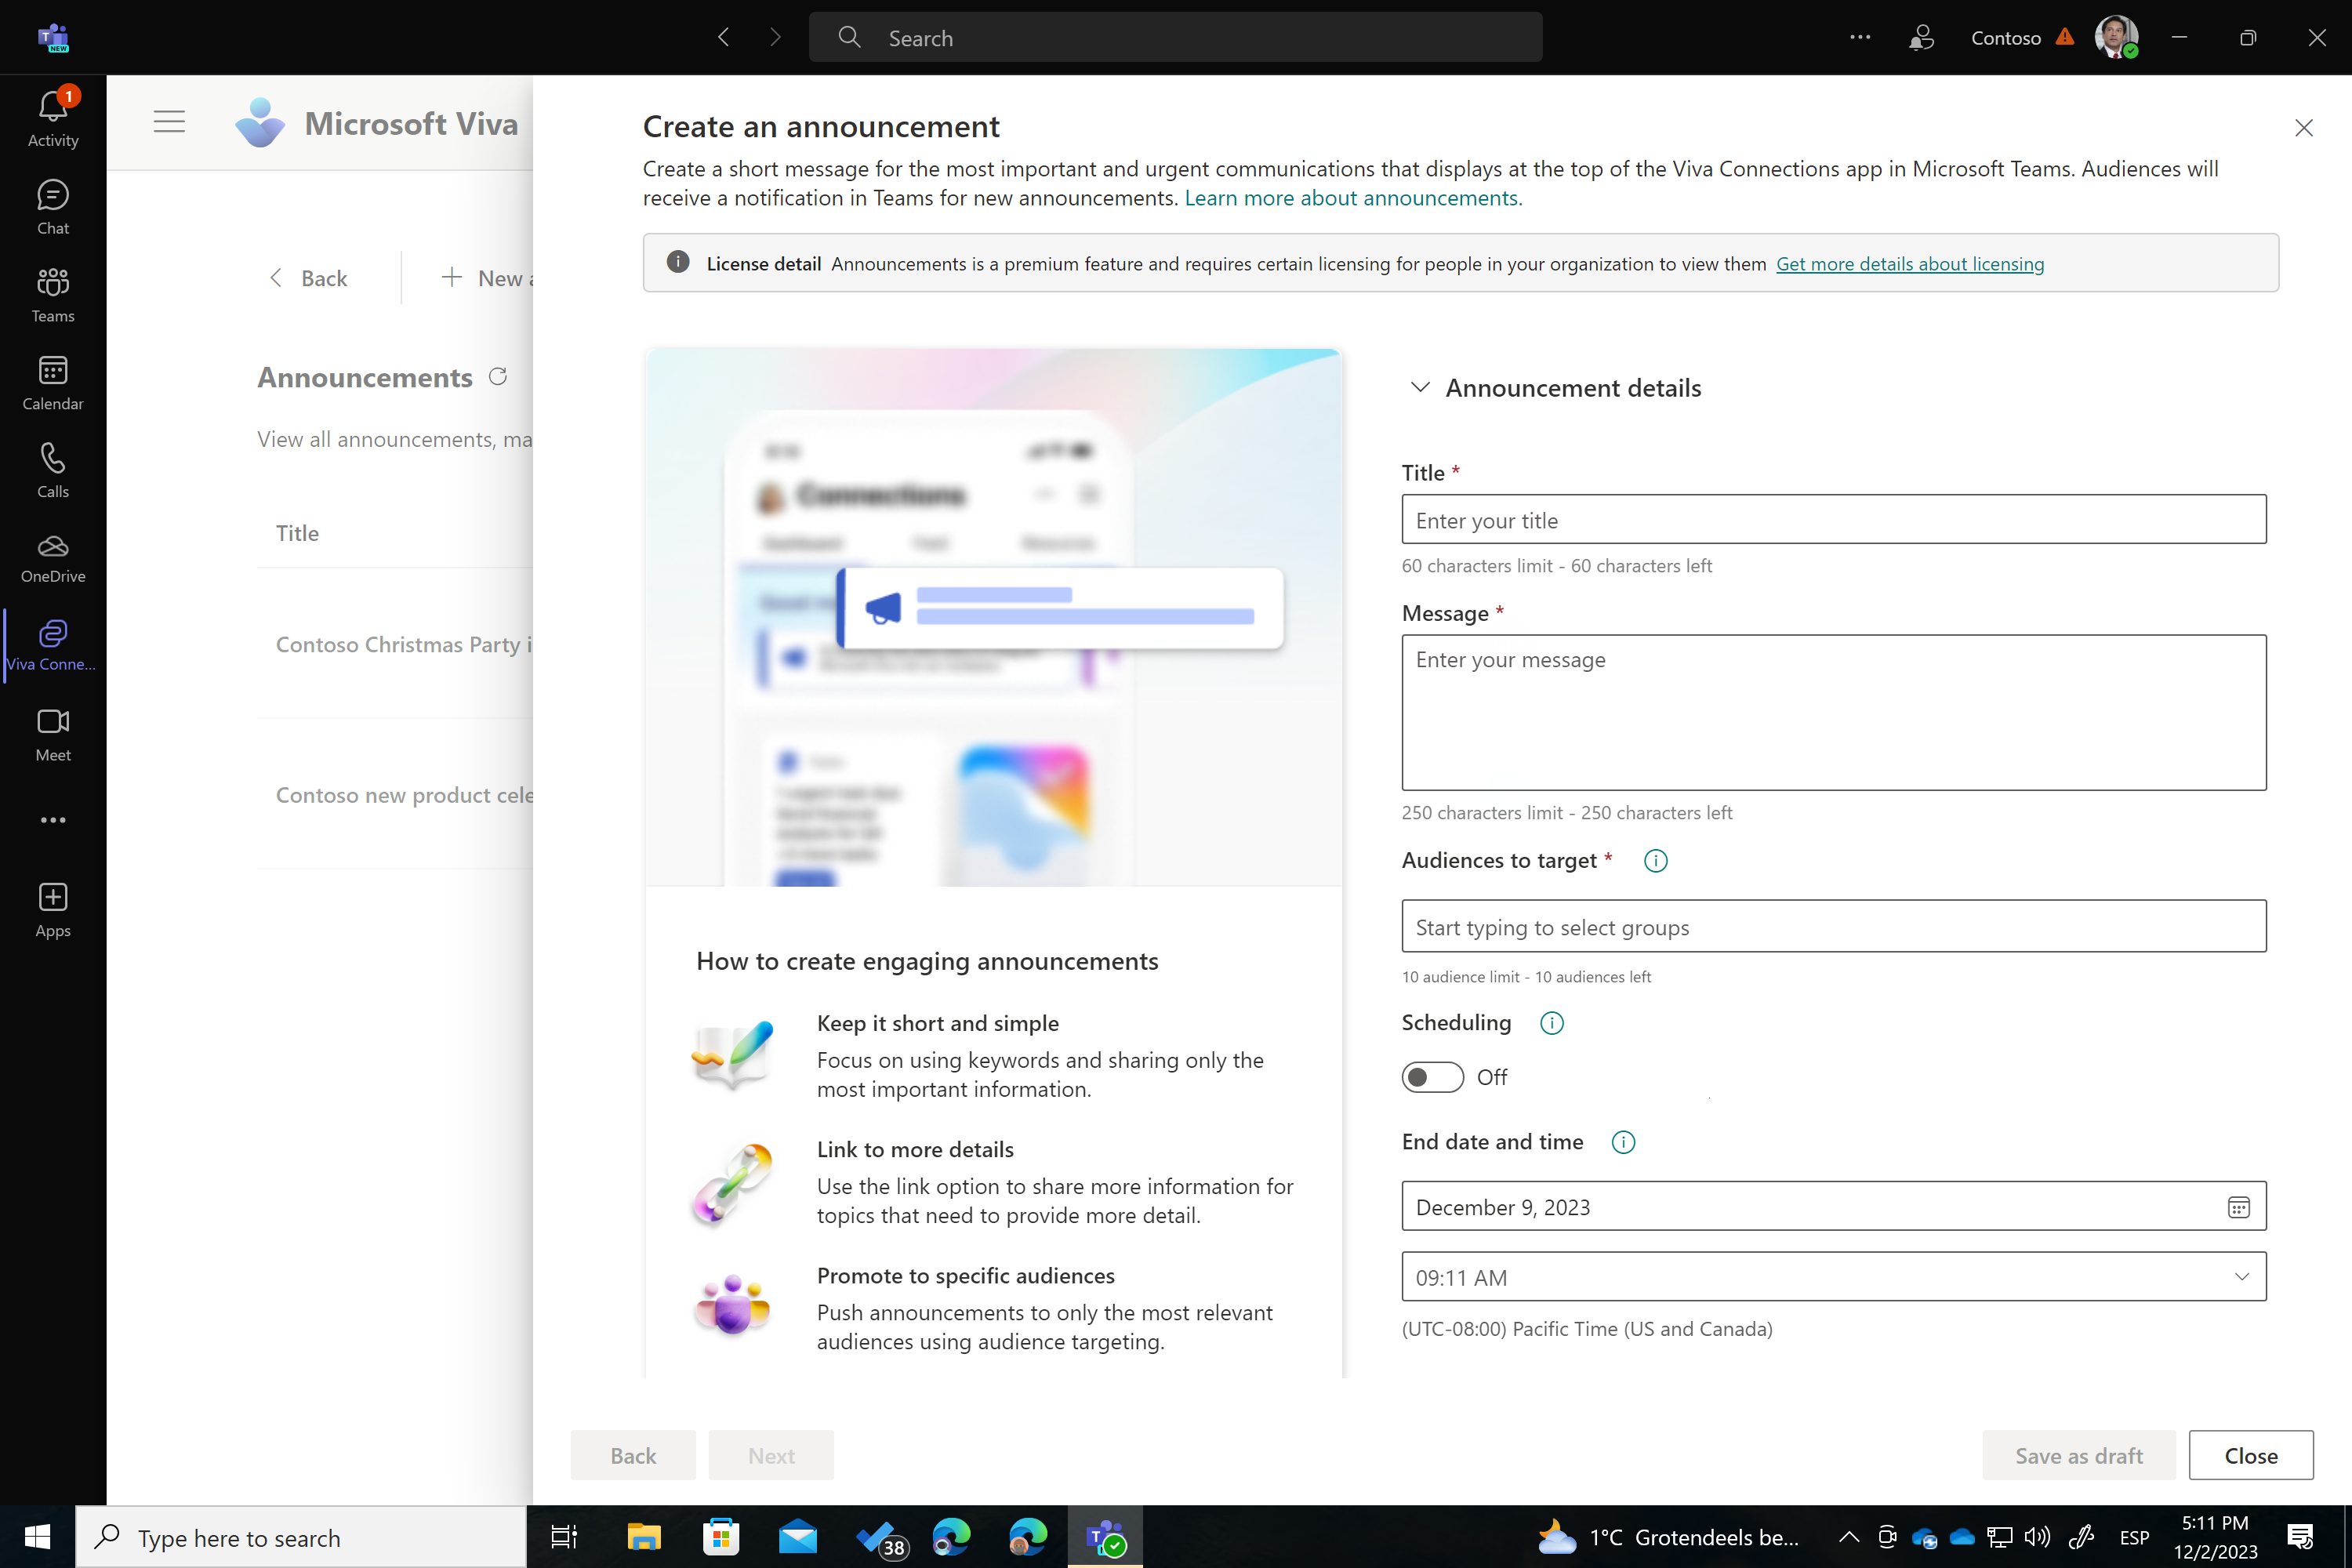 NEW
Search
Contoso
1
Activity
Chat
Teams
Calendar
Calls
OneDrive
Viva Conne...
Meet
Apps
Microsoft Viva
Back
New a
Announcements
View all announcements, ma
Title
Contoso Christmas Party i
Contoso new product cele
Create an announcement
Create a short message for the most important and urgent communications that displays at the top of the Viva Connections app in Microsoft Teams. Audiences will
receive a notification in Teams for new announcements. Learn more about announcements.
License detail Announcements is a premium feature and requires certain licensing for people in your organization to view them Get more details about licensing
Connections
How to create engaging announcements
Keep it short and simple
Focus on using keywords and sharing only the
most important information.
Link to more details
Use the link option to share more information for
topics that need to provide more detail.
Promote to specific audiences
Push announcements to only the most relevant
audiences using audience targeting.
Announcement details
Title *
Enter your title
60 characters limit - 60 characters left
Message *
Enter your message
250 characters limit - 250 characters left
Audiences to target *
Start typing to select groups
10 audience limit - 10 audiences left
Scheduling
Off
End date and time
December 9, 2023
09:11 AM
(UTC-08:00) Pacific Time (US and Canada)
Back
Next
Save as draft
Close
Type here to search
38
1°C Grotendeels be...
ESP
5:11 PM
12/2/2023